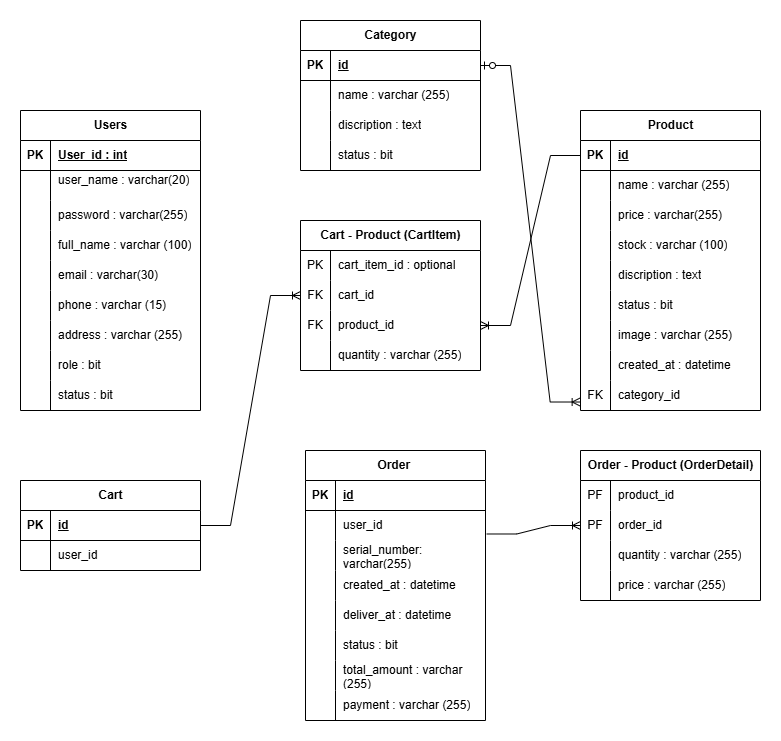 Category
PK id
name : varchar (255)
discription : text
status : bit
Users
PK User_id : int
user_name : varchar(20)
password : varchar(255)
full_name : varchar (100)
email : varchar(30)
phone : varchar (15)
address : varchar (255)
role : bit
status : bit
Product
PK id
name : varchar (255)
price : varchar(255)
stock : varchar (100)
discription : text
status : bit
image : varchar (255)
created_at : datetime
FK category_id
Cart - Product (CartItem)
PK cart_item_id : optional
FK cart_id
FK product_id
quantity : varchar (255)
Cart
PK id
user_id
Order
PK id
user_id
serial_number:
varchar(255)
created_at : datetime
deliver_at : datetime
status : bit
total_amount : varchar
(255)
payment : varchar (255)
Order - Product (OrderDetail)
PF product_id
PF order_id
quantity : varchar (255)
price : varchar (255)